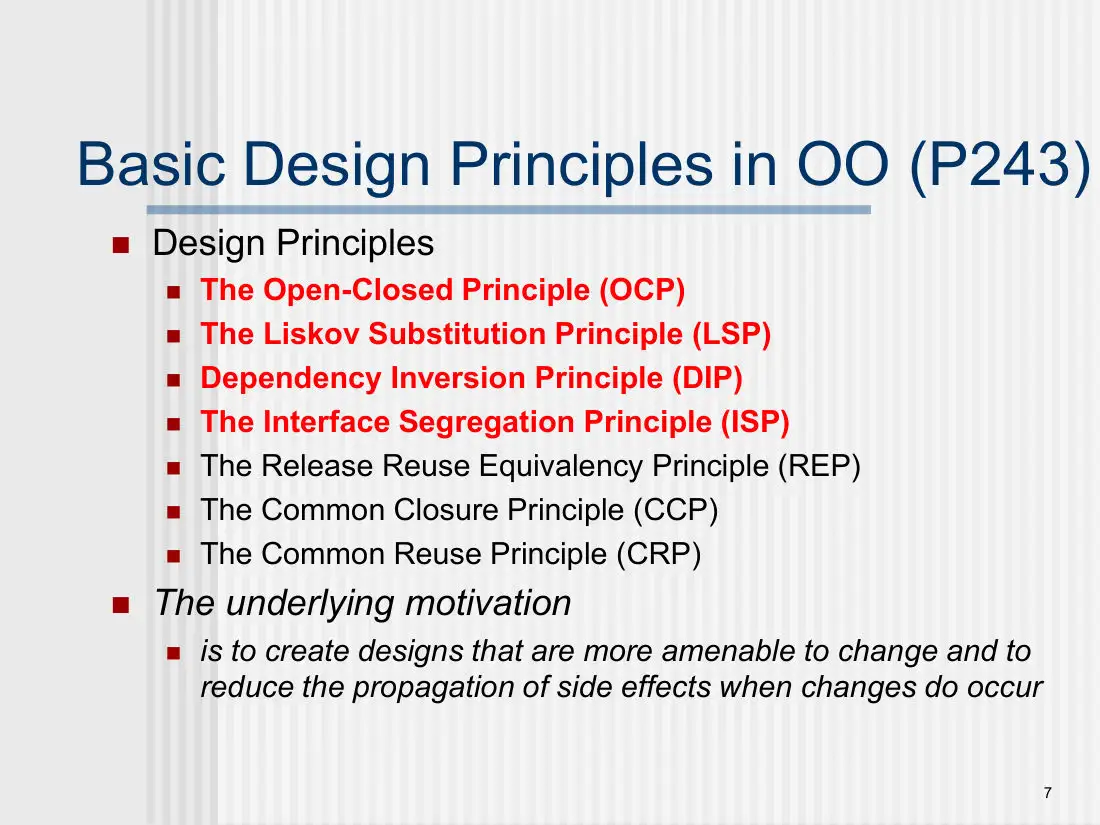 Basic Design Principles in OO (P243)
Design Principles
The Open-Closed Principle (OCP)
The Liskov Substitution Principle (LSP)
Dependency Inversion Principle (DIP)
The Interface Segregation Principle (ISP)
The Release Reuse Equivalency Principle (REP)
The Common Closure Principle (CCP)
The Common Reuse Principle (CRP)
The underlying motivation
is to create designs that are more amenable to change and to
reduce the propagation of side effects when changes do occur
7